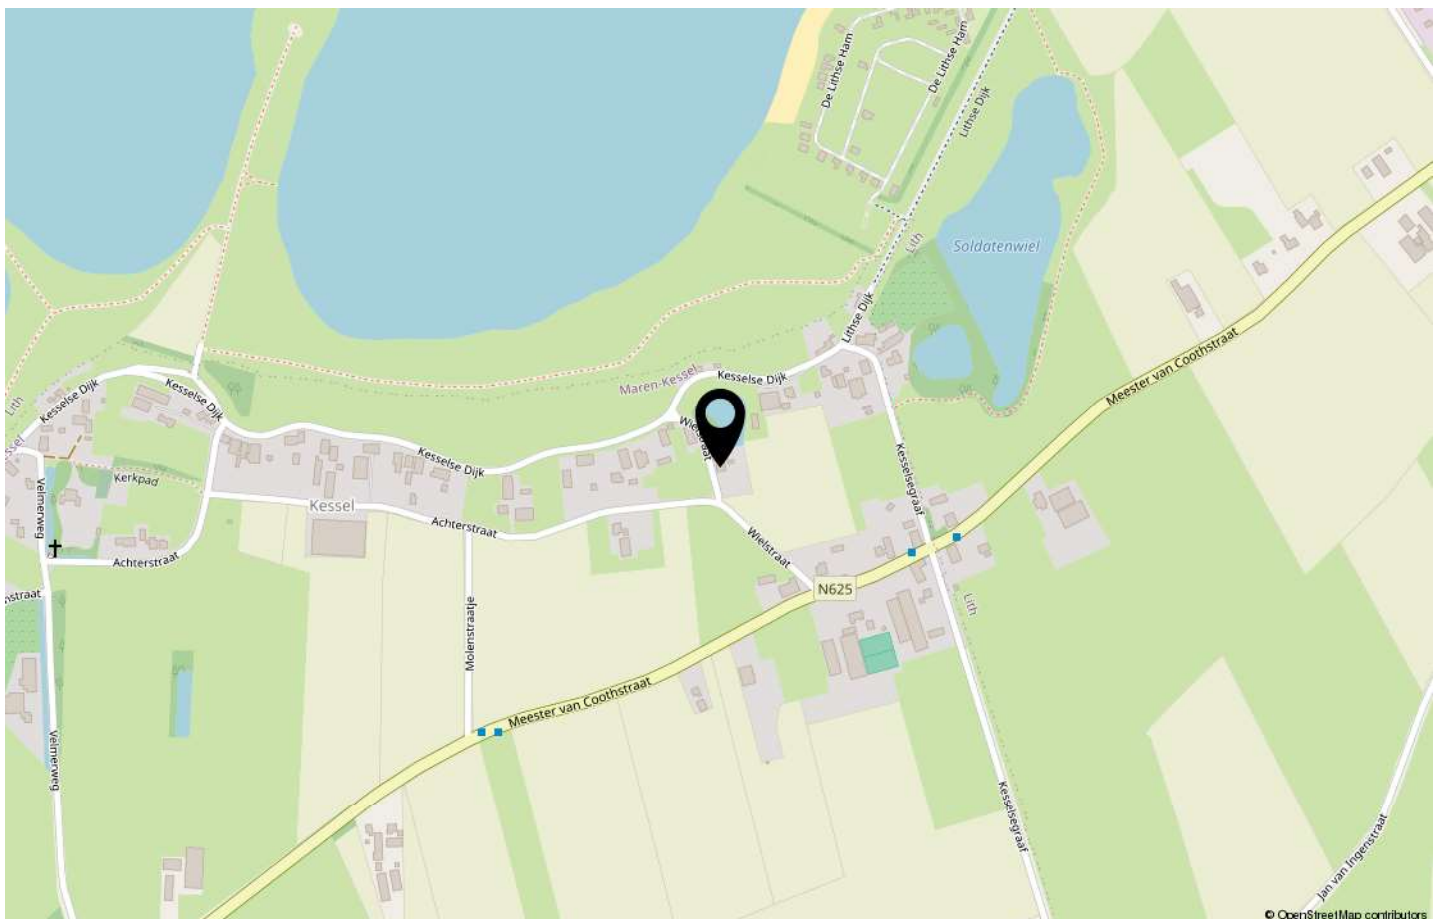 De Lithse Ham
De Lithse Ham
Lithse Dijk
Lith
Soldatenwiel
Lithse Dijk
Meester van Coothstraat
Maren-Kessel
Kesselse Dijk
Kesselse Dijk
Kesselse Dijk
Lith
Wielstraat
Kesselse Dijk
Kesselsegraaf
Kerkpad
Velmerweg
Kessel
Achterstraat
Achterstraat
Wielstraat
N625
Lith
Molenstraatje
Meester van Coothstraat
Velmerweg
Kesselsegraaf
Jan van Ingenstraat
© OpenStreetMap contributors